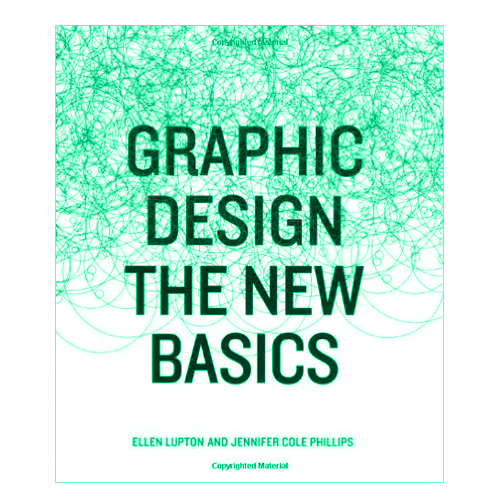 Copyrighted Material
GRAPHIC
DESIGN
THE NEW
BASICS
ELLEN LUPTON AND JENNIFER COLE PHILLIPS
Copyrighted Material